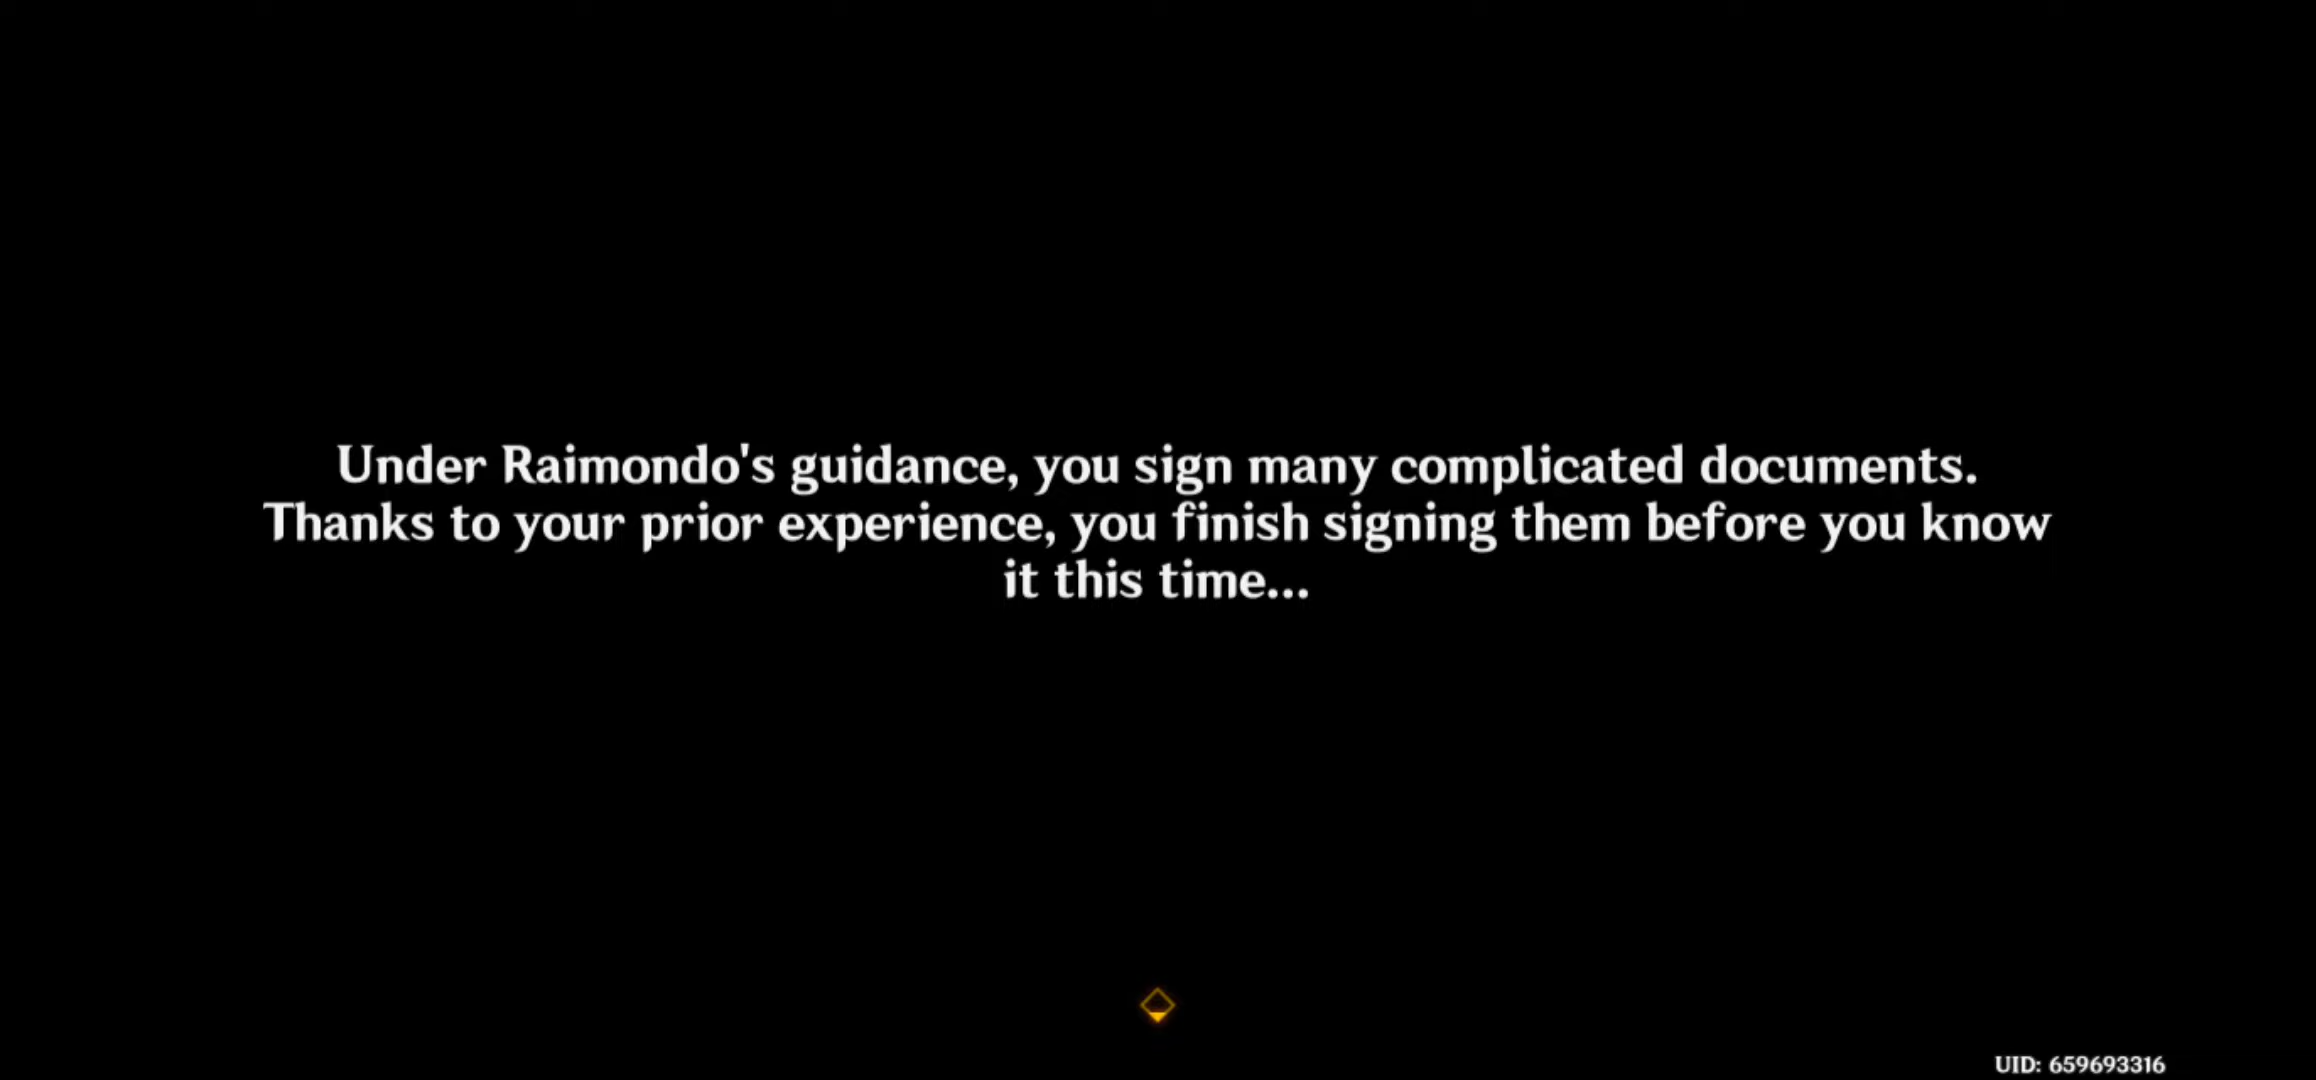 Under Raimondo's guidance, you sign many complicated documents.
Thanks to your prior experience, you finish signing them before you know
it this time...
UID: 659693316